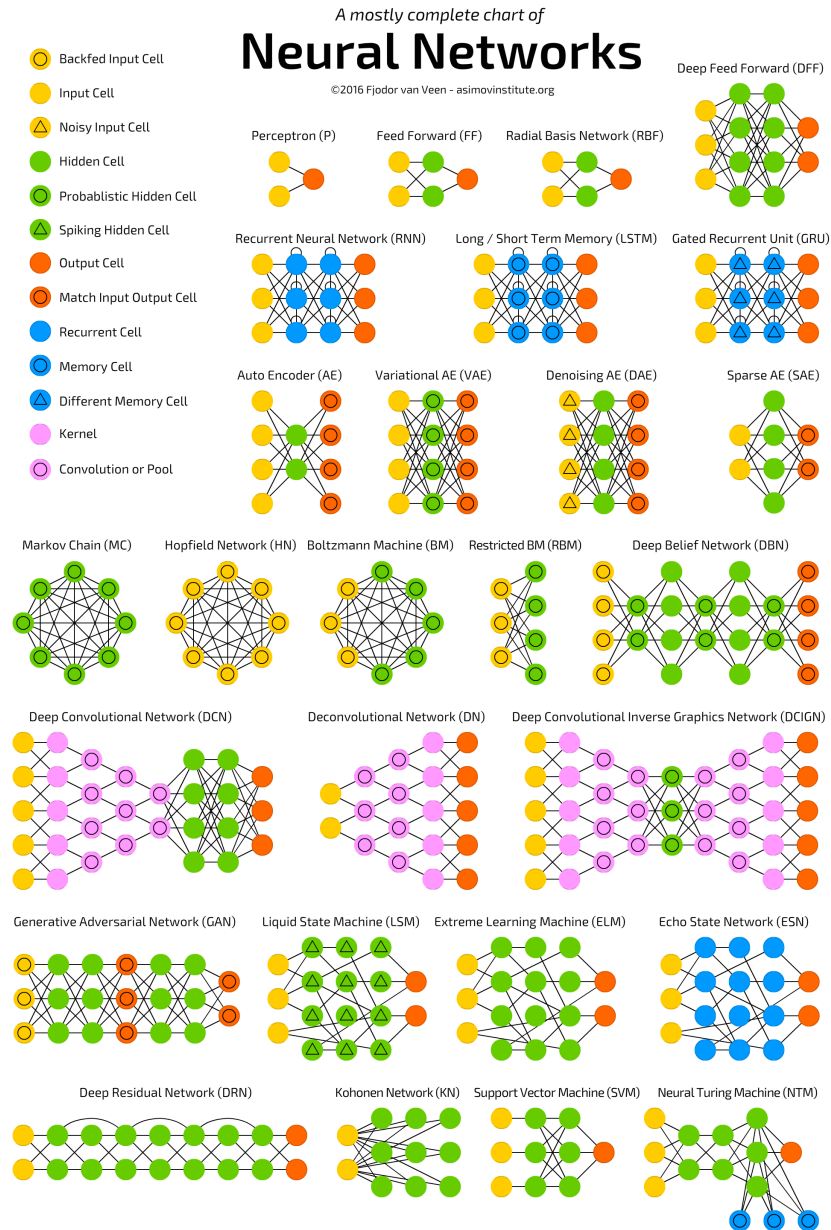 A mostly complete chart of
Neural Networks
©2016 Fjodor van Veen - asimovinstitute.org
Backfed Input Cell
Input Cell
Noisy Input Cell
Hidden Cell
Probablistic Hidden Cell
Spiking Hidden Cell
Output Cell
Match Input Output Cell
Recurrent Cell
Memory Cell
Different Memory Cell
Kernel
Convolution or Pool
Deep Feed Forward (DFF)
Perceptron (P)
Feed Forward (FF)
Radial Basis Network (RBF)
Recurrent Neural Network (RNN)
Long / Short Term Memory (LSTM)
Gated Recurrent Unit (GRU)
Auto Encoder (AE)
Variational AE (VAE)
Denoising AE (DAE)
Sparse AE (SAE)
Markov Chain (MC)
Hopfield Network (HN)
Boltzmann Machine (BM)
Restricted BM (RBM)
Deep Belief Network (DBN)
Deep Convolutional Network (DCN)
Deconvolutional Network (DN)
Deep Convolutional Inverse Graphics Network (DCIGN)
Generative Adversarial Network (GAN)
Liquid State Machine (LSM)
Extreme Learning Machine (ELM)
Echo State Network (ESN)
Deep Residual Network (DRN)
Kohonen Network (KN)
Support Vector Machine (SVM)
Neural Turing Machine (NTM)